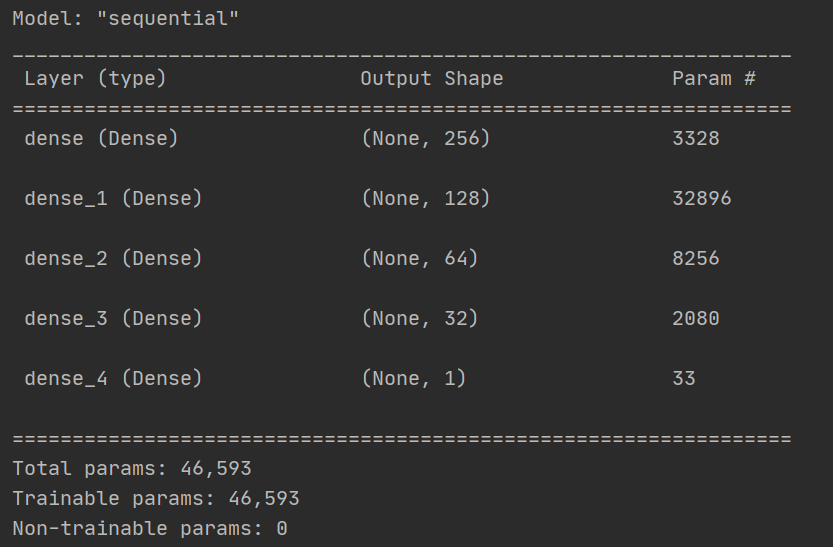 Model: "sequential"
_________________________________________________________________
 Layer (type)                Output Shape              Param #
=================================================================
 dense (Dense)               (None, 256)               3328
 dense_1 (Dense)             (None, 128)               32896
 dense_2 (Dense)             (None, 64)                8256
 dense_3 (Dense)             (None, 32)                2080
 dense_4 (Dense)             (None, 1)                 33
=================================================================
Total params: 46,593
Trainable params: 46,593
Non-trainable params: 0